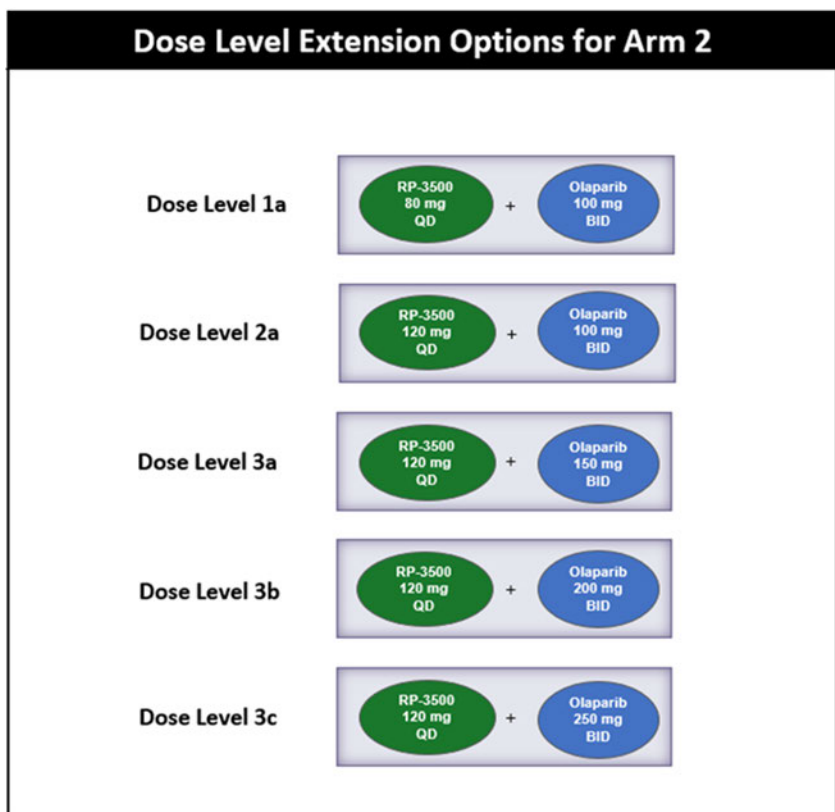 Dose Level Extension Options for Arm 2
Dose Level 1a
RP-3500
80 mg
QD
+
Olaparib
100 mg
BID
Dose Level 2a
RP-3500
120 mg
QD
+
Olaparib
100 mg
BID
Dose Level 3a
RP-3500
120 mg
QD
+
Olaparib
150 mg
BID
Dose Level 3b
RP-3500
120 mg
QD
+
Olaparib
200 mg
BID
Dose Level 3c
RP-3500
120 mg
QD
+
Olaparib
250 mg
BID